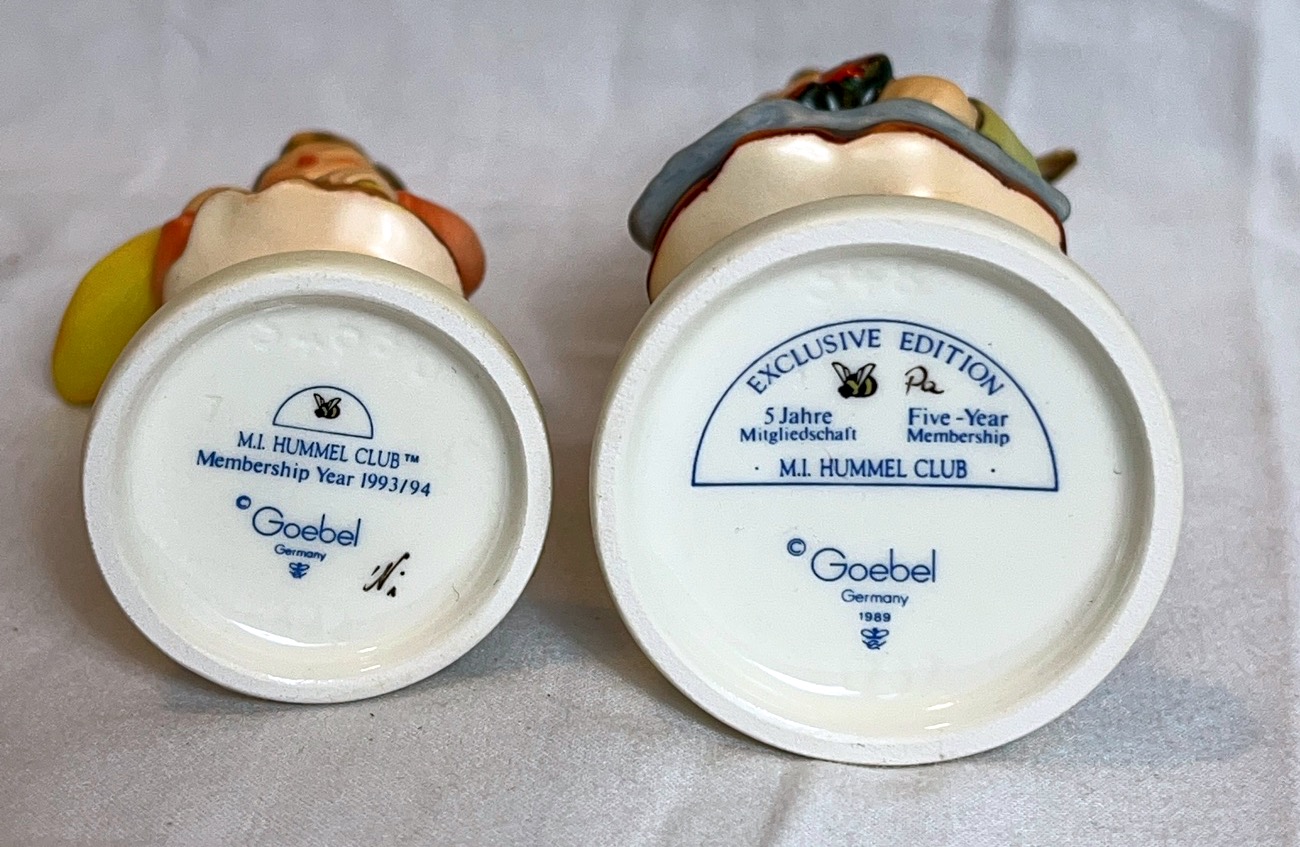 M.I. HUMMEL CLUB™
Membership Year 1993/94
© Goebel
Germany
EXCLUSIVE EDITION
Pa
5 Jahre Five-Year
Mitgliedschaft Membership
· M.I. HUMMEL CLUB ·
© Goebel
Germany
1989